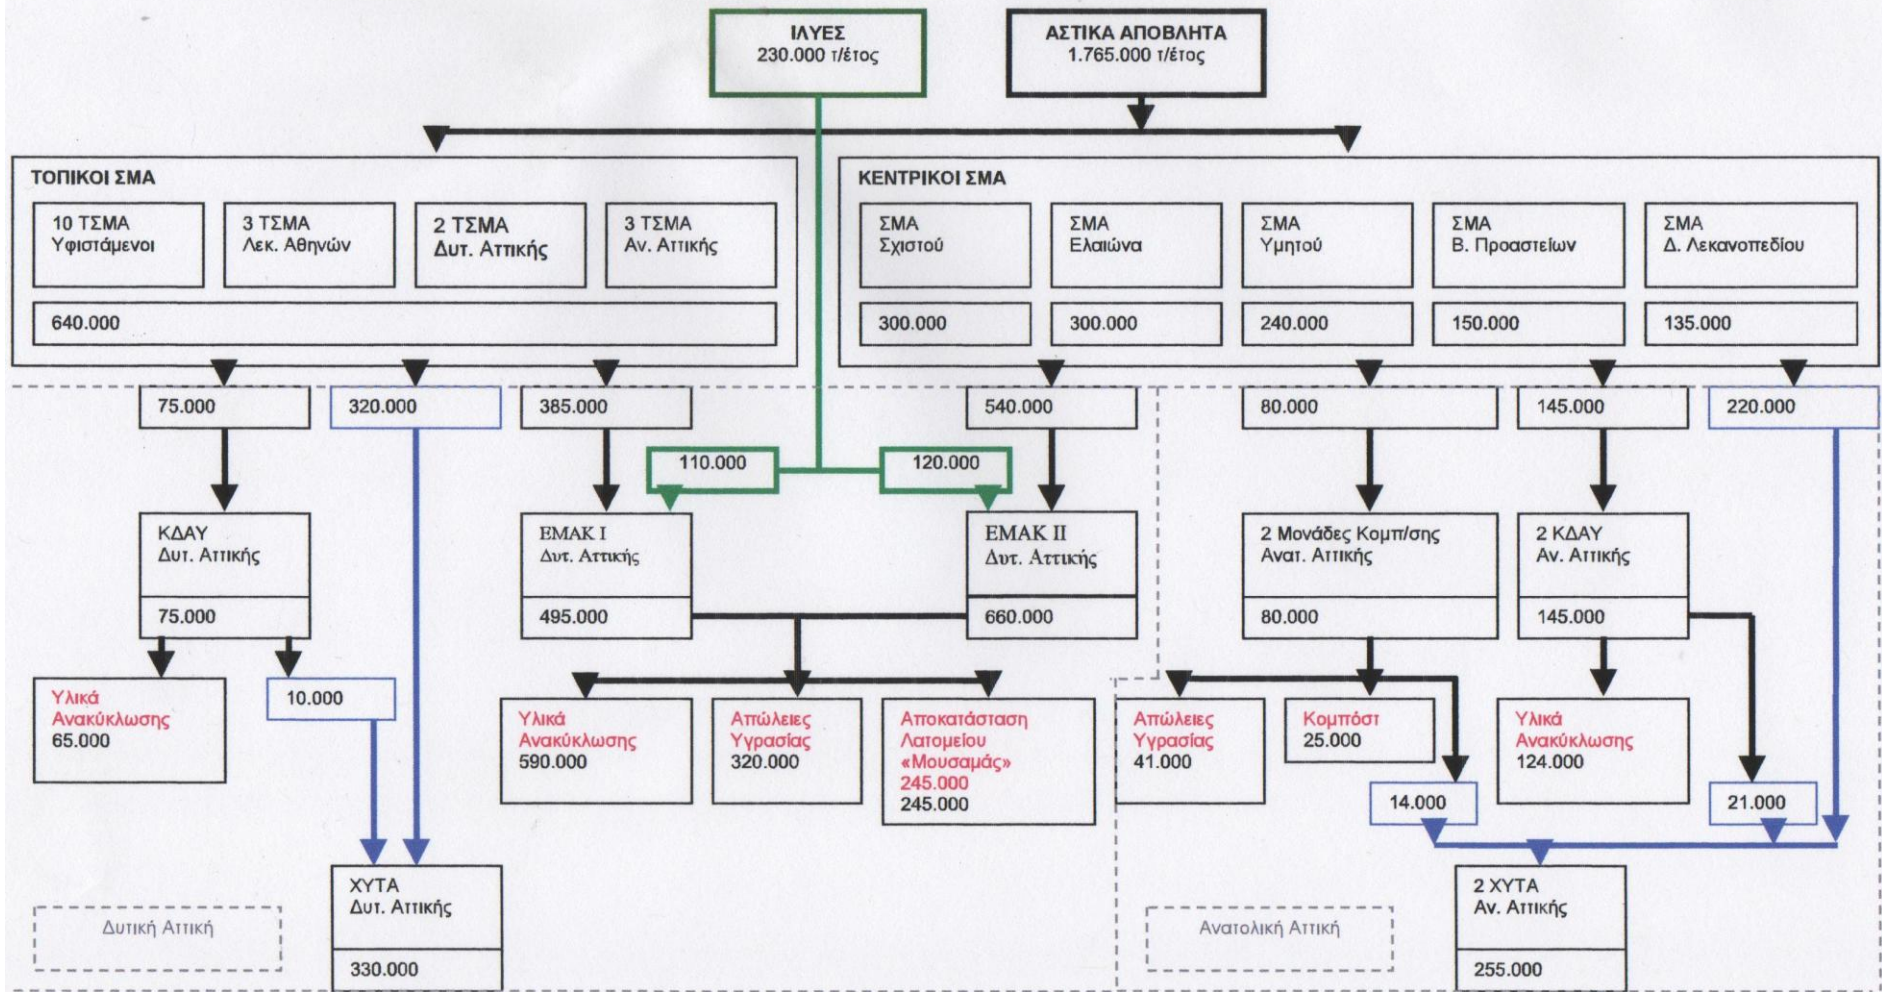 ΙΛΥΕΣ
230.000 τ/έτος
ΑΣΤΙΚΑ ΑΠΟΒΛΗΤΑ
1.765.000 τ/έτος
ΤΟΠΙΚΟΙ ΣΜΑ
10 ΤΣΜΑ
Υφιστάμενοι
3 ΤΣΜΑ
Λεκ. Αθηνών
2 ΤΣΜΑ
Δυτ. Αττικής
3 ΤΣΜΑ
Αν. Αττικής
640.000
ΚΕΝΤΡΙΚΟΙ ΣΜΑ
ΣΜΑ
Σχιστού
ΣΜΑ
Ελαιώνα
ΣΜΑ
Υμητού
ΣΜΑ
Β. Προαστείων
ΣΜΑ
Δ. Λεκανοπεδίου
300.000
300.000
240.000
150.000
135.000
75.000
320.000
385.000
540.000
80.000
145.000
220.000
110.000
120.000
ΚΔΑΥ
Δυτ. Αττικής
75.000
ΕΜΑΚ Ι
Δυτ. Αττικής
495.000
ΕΜΑΚ ΙΙ
Δυτ. Αττικής
660.000
2 Μονάδες Κομπ/σης
Ανατ. Αττικής
80.000
2 ΚΔΑΥ
Αν. Αττικής
145.000
Υλικά
Ανακύκλωσης
65.000
10.000
Υλικά
Ανακύκλωσης
590.000
Απώλειες
Υγρασίας
320.000
Αποκατάσταση
Λατομείου
«Μουσαμάς»
245.000
245.000
Απώλειες
Υγρασίας
41.000
Κομπόστ
25.000
14.000
Υλικά
Ανακύκλωσης
124.000
21.000
ΧΥΤΑ
Δυτ. Αττικής
330.000
2 ΧΥΤΑ
Αν. Αττικής
255.000
Δυτική Αττική
Ανατολική Αττική